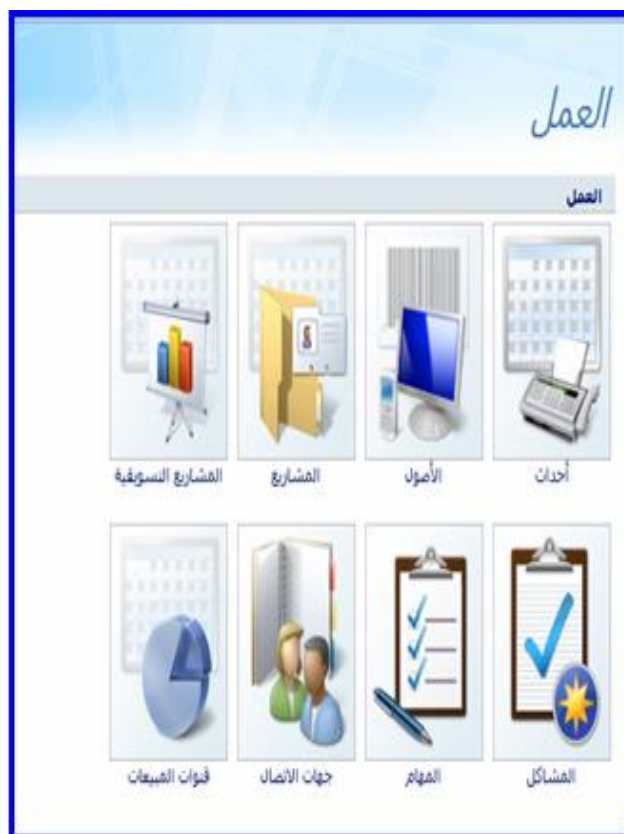 العمل
العمل
أحداث
الأصول
المشاريع
المشاريع التسويقية
المشاكل
المهام
جهات الاتصال
قنوات المبيعات